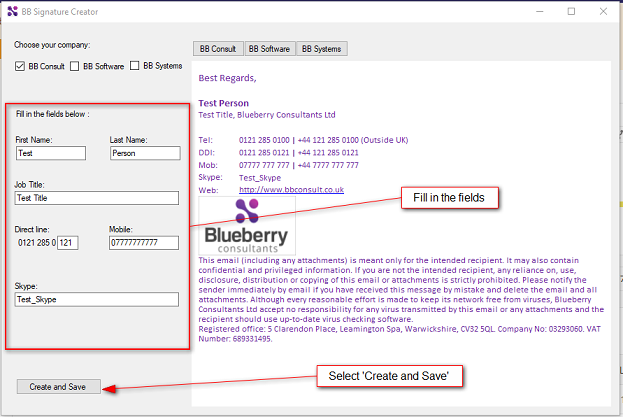 BB Signature Creator
Choose your company:
BB Consult BB Software BB Systems
Fill in the fields below :
First Name: Last Name:
Test Person
Job Title:
Test Title
Direct line: Mobile:
0121 285 0 121 07777777777
Skype:
Test_Skype
Create and Save
BB Consult BB Software BB Systems
Best Regards,
Test Person
Test Title, Blueberry Consultants Ltd
Tel: 0121 285 0100 | +44 121 285 0100 (Outside UK)
DDI: 0121 285 0121 | +44 121 285 0121
Mob: 07777 777 777 | +44 7777 777 777
Skype: Test_Skype
Web: http://www.bbconsult.co.uk
Blueberry
consultants
This email (including any attachments) is meant only for the intended recipient. It may also contain
confidential and privileged information. If you are not the intended recipient, any reliance on, use,
disclosure, distribution or copying of this email or attachments is strictly prohibited. Please notify the
sender immediately by email if you have received this message by mistake and delete the email and all
attachments. Although every reasonable effort is made to keep its network free from viruses, Blueberry
Consultants Ltd accept no responsibility for any virus transmitted by this email or any attachments and the
recipient should use up-to-date virus checking software.
Registered office: 5 Clarendon Place, Leamington Spa, Warwickshire, CV32 5QL. Company No: 03293060. VAT
Number: 689331495.
Fill in the fields
Select 'Create and Save'